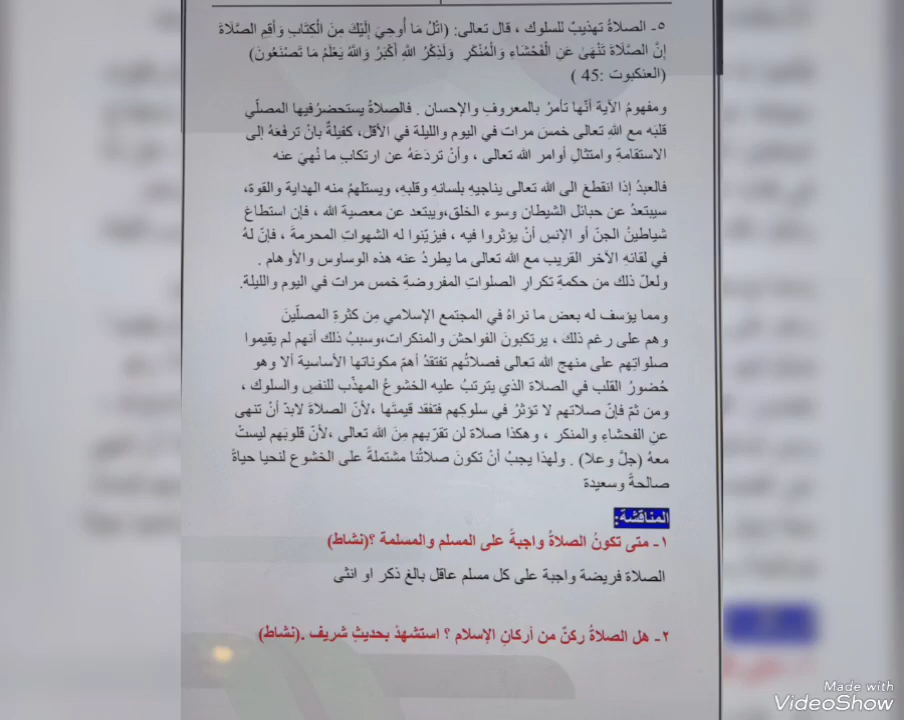 ٥- الصلاةُ تهذيبٌ للسلوك ، قال تعالى: (اتْلُ مَا أُوحِيَ إِلَيْكَ مِنَ الْكِتَابِ وَأَقِمِ الصَّلَاةَ
إِنَّ الصَّلَاةَ تَنْهَىٰ عَنِ الْفَحْشَاءِ وَالْمُنْكَرِ وَلَذِكْرُ اللَّهِ أَكْبَرُ وَاللَّهُ يَعْلَمُ مَا تَصْنَعُونَ)
(العنكبوت :45 )
ومفهومُ الآيةِ أنّها تأمرُ بالمعروفِ والإحسان . فالصلاةُ يستحضرُفيها المصلّي
قلبَه مع اللهِ تعالى خمسَ مرات في اليوم والليلة في الأقل، كفيلةٌ بانْ ترفعَهُ إلى
الاستقامةِ وامتثالِ أوامر الله تعالى ، وأنْ تردَعَهُ عن ارتكابِ ما نُهيَ عنه
فالعبدُ إذا انقطعَ الى الله تعالى يناجيهِ بلسانهِ وقلبهِ، ويستلهمُ منه الهداية والقوة،
سيبتعدُ عن حبائل الشيطان وسوء الخلق،ويبتعد عن معصية الله ، فإن استطاع
شياطينُ الجنّ أو الإنسِ أنْ يؤثروا فيه ، فيزيّنوا له الشهواتِ المحرمةَ ، فإنّ لهُ
في لقائهِ الآخر القريب مع الله تعالى ما يطردُ عنه هذه الوساوس والأوهام .
ولعلّ ذلك من حكمةِ تكرارِ الصلواتِ المفروضةِ خمس مرات في اليوم والليلة.
ومما يؤسف له بعض ما نراهُ في المجتمع الإسلامي مِن كثرةِ المصلّينَ
وهم على رغم ذلكَ ، يرتكبونَ الفواحشَ والمنكرات،وسببُ ذلك أنهم لم يقيموا
صلواتِهم على منهجِ الله تعالى فصلاتُهم تفتقدُ أهمّ مكوناتها الأساسية ألا وهو
حُضورُ القلب في الصلاة الذي يترتبُ عليه الخشوعُ المهذّب للنفسِ والسلوك ،
ومن ثمّ فإنّ صلاتهم لا تؤثرُ في سلوكِهم فتفقد قيمتَها ،لأنّ الصلاةَ لابدّ أنْ تنهى
عنِ الفحشاءِ والمنكر ، وهكذا صلاة لن تقرّبهم مِنَ الله تعالى ،لأنّ قلوبَهم ليستْ
معهُ (جلَّ وعلا) . ولهذا يجبُ أنْ تكونَ صلاتُنا مشتملةً على الخشوع لنحيا حياةً
صالحةً وسعيدة
المناقشة:
١- متى تكونُ الصلاةُ واجبةً على المسلم والمسلمة ؟(نشاط)
الصلاة فريضة واجبة على كل مسلم عاقل بالغ ذكر او انثى
٢- هل الصلاةُ ركنٌ من أركانِ الإسلام ؟ استشهدْ بحديثِ شريف .(نشاط)
Made with
VideoShow